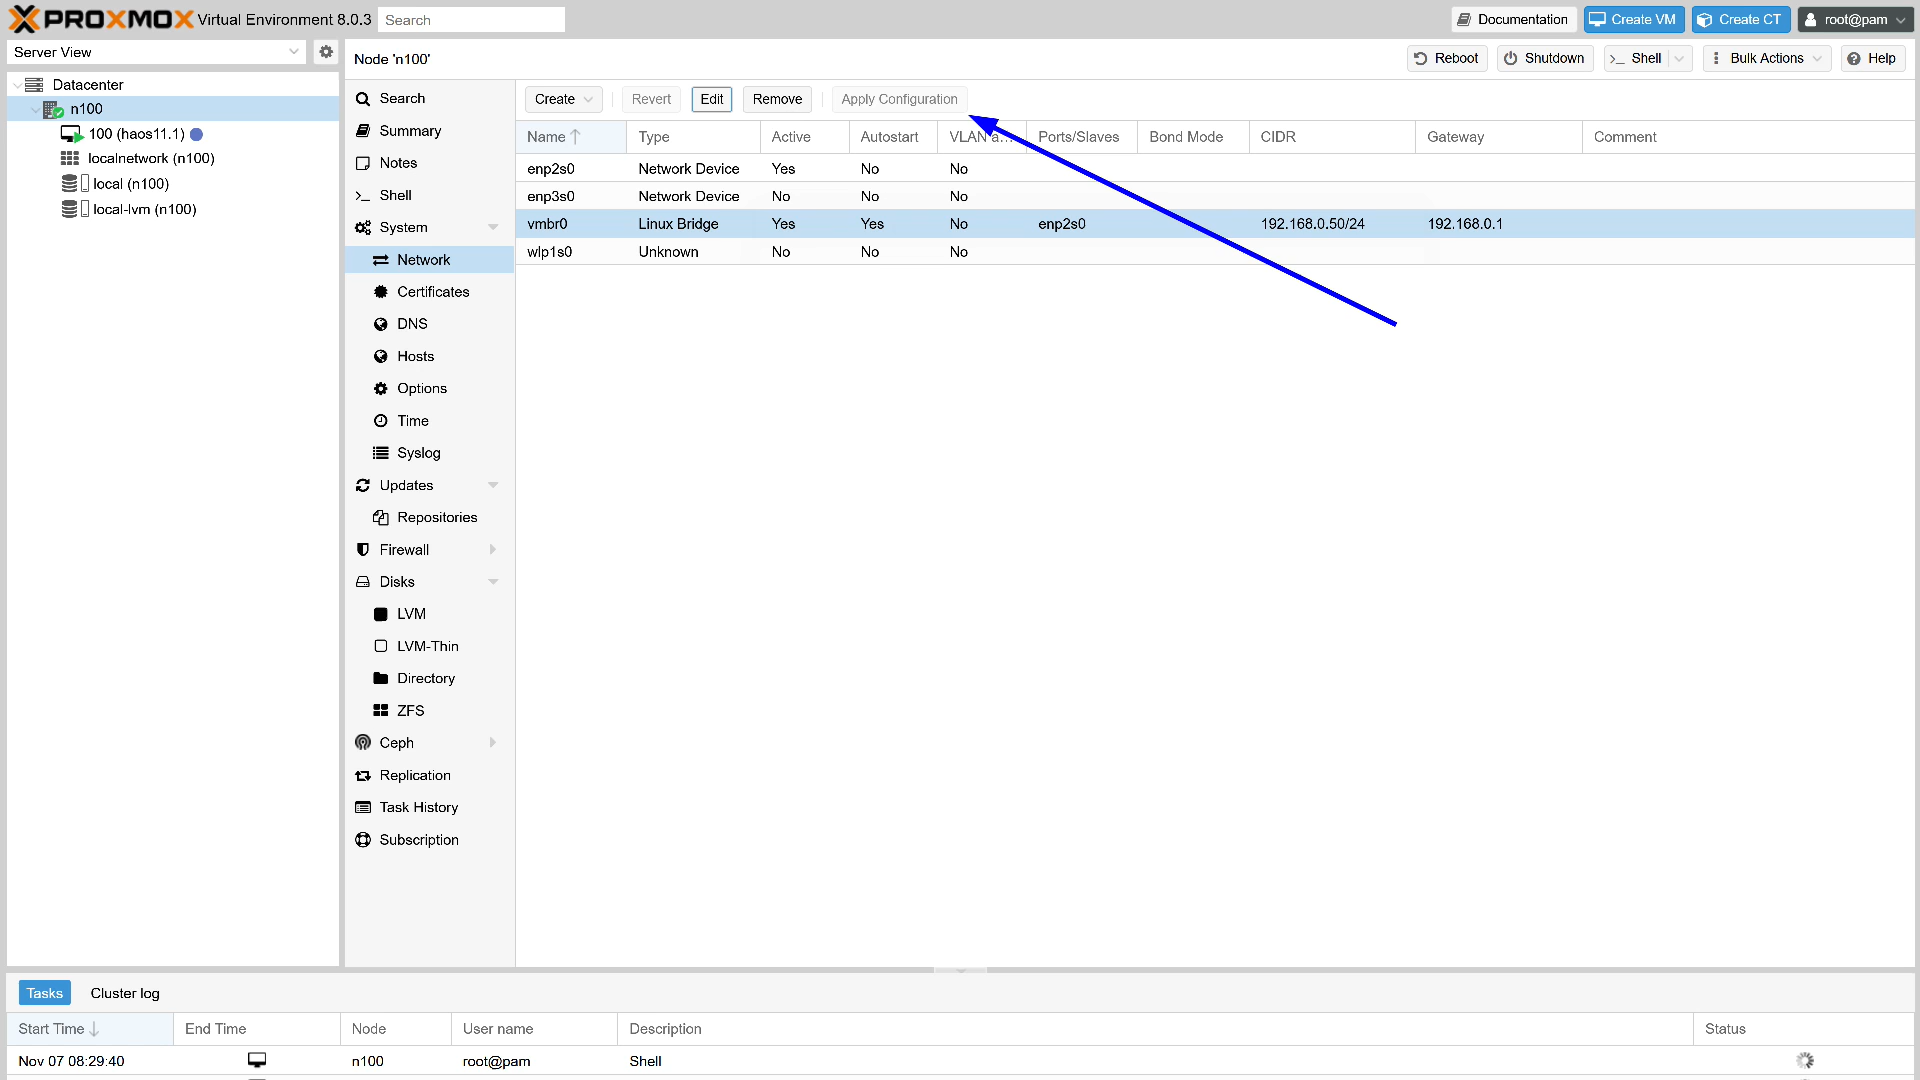 PROXMOX Virtual Environment 8.0.3 Search Documentation Create VM Create CT root@pam
Server View
Node 'n100' Reboot Shutdown Shell Bulk Actions Help
Datacenter
n100
100 (haos11.1)
localnetwork (n100)
local (n100)
local-lvm (n100)
Search
Summary
Notes
Shell
System
Network
Certificates
DNS
Hosts
Options
Time
Syslog
Updates
Repositories
Firewall
Disks
LVM
LVM-Thin
Directory
ZFS
Ceph
Replication
Task History
Subscription
Create Revert Edit Remove Apply Configuration
Name Type Active Autostart VLAN a... Ports/Slaves Bond Mode CIDR Gateway Comment
enp2s0 Network Device Yes No No
enp3s0 Network Device No No No
vmbr0 Linux Bridge Yes Yes No enp2s0 192.168.0.50/24 192.168.0.1
wlp1s0 Unknown No No No
Tasks Cluster log
Start Time End Time Node User name Description Status
Nov 07 08:29:40 n100 root@pam Shell